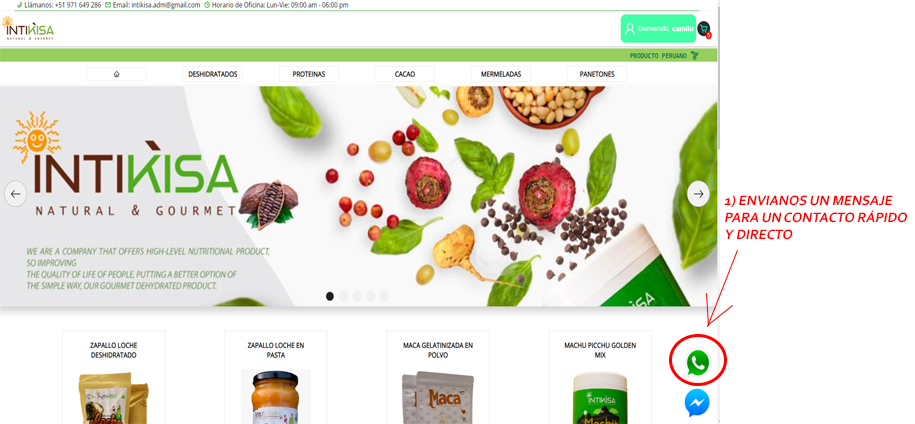 Llámanos: +51 971 649 286 Email: intikisa.adm@gmail.com Horario de Oficina: Lun-Vie: 09:00 am - 06:00 pm
INTIKÌSA
NATURAL & GOURMET
Bienvenido, camilo
PRODUCTO PERUANO
DESHIDRATADOS PROTEINAS CACAO MERMELADAS PANETONES
INTIKÌSA
NATURAL & GOURMET
WE ARE A COMPANY THAT OFFERS HIGH-LEVEL NUTRITIONAL PRODUCT,
SO IMPROVING
THE QUALITY OF LIFE OF PEOPLE, PUTTING A BETTER OPTION OF
THE SIMPLE WAY, OUR GOURMET DEHYDRATED PRODUCT.
1) ENVIANOS UN MENSAJE
PARA UN CONTACTO RÁPIDO
Y DIRECTO
ZAPALLO LOCHE
DESHIDRATADO
ZAPALLO LOCHE EN
PASTA
MACA GELATINIZADA EN
POLVO
MACHU PICCHU GOLDEN
MIX
Maca
INTIKÌSA